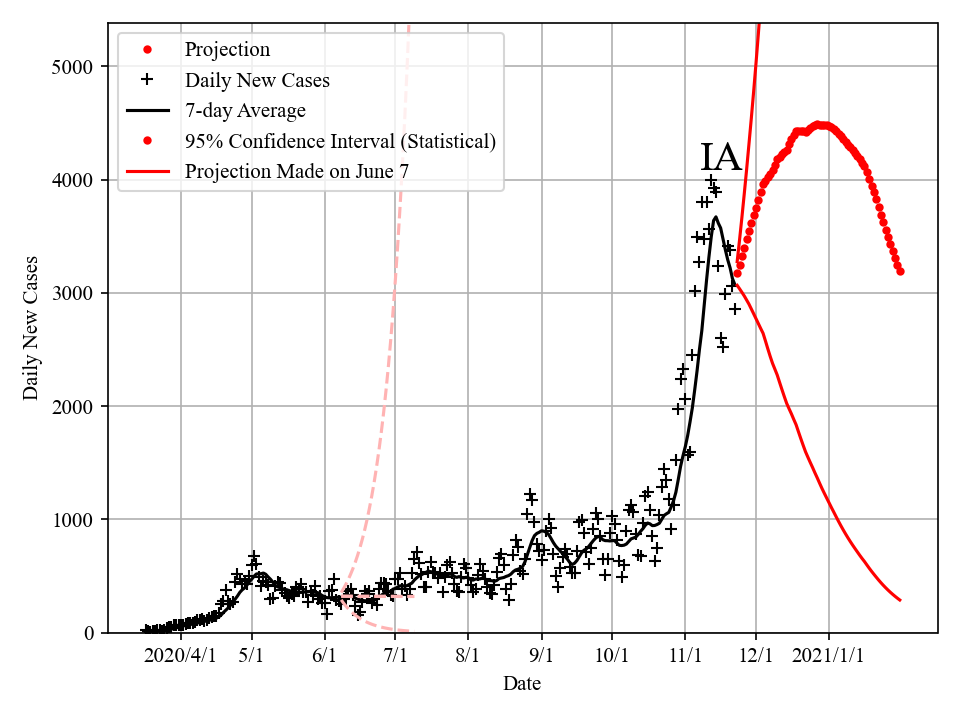 Projection
Daily New Cases
7-day Average
95% Confidence Interval (Statistical)
Projection Made on June 7
IA
5000
4000
3000
2000
1000
0
Daily New Cases
2020/4/1 5/1 6/1 7/1 8/1 9/1 10/1 11/1 12/1 2021/1/1
Date